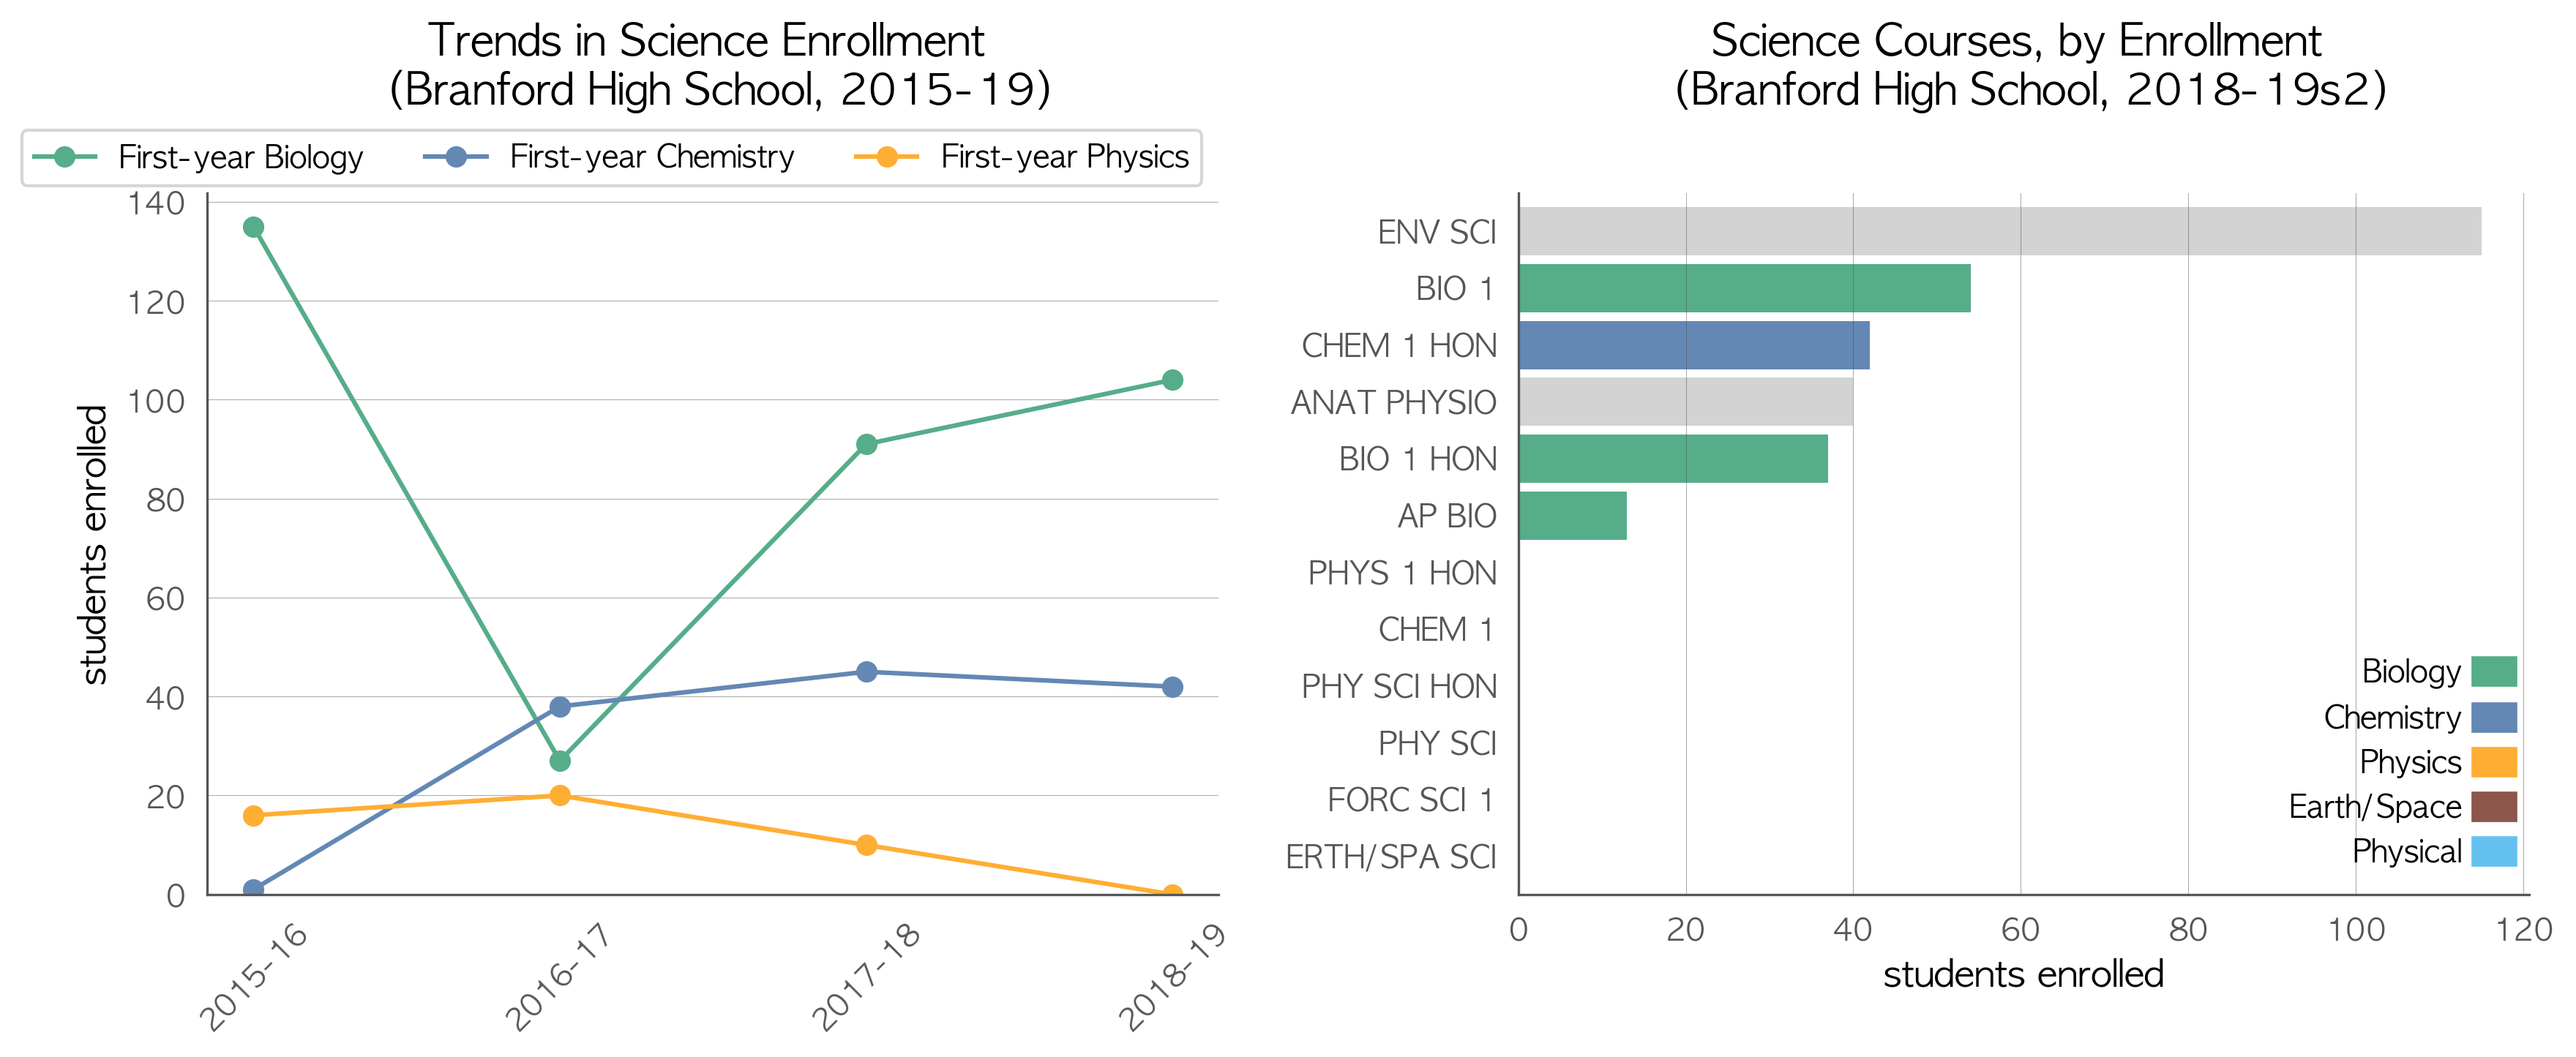 Trends in Science Enrollment
(Branford High School, 2015-19)
First-year Biology
First-year Chemistry
First-year Physics
140
120
100
80
60
40
20
0
students enrolled
2015-16
2016-17
2017-18
2018-19
Science Courses, by Enrollment
(Branford High School, 2018-19s2)
ENV SCI
BIO 1
CHEM 1 HON
ANAT PHYSIO
BIO 1 HON
AP BIO
PHYS 1 HON
CHEM 1
PHY SCI HON
PHY SCI
FORC SCI 1
ERTH/SPA SCI
Biology
Chemistry
Physics
Earth/Space
Physical
0
20
40
60
80
100
120
students enrolled